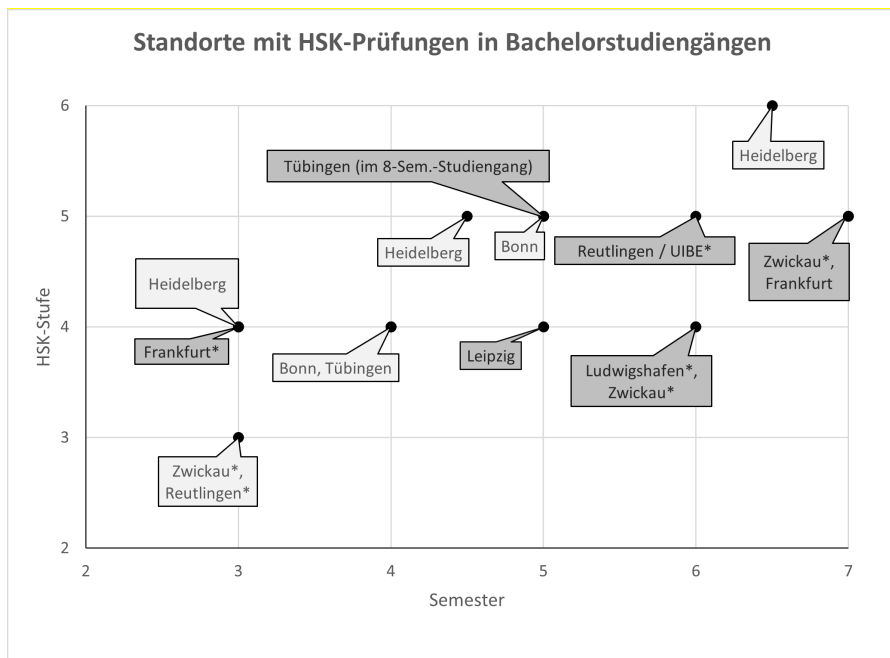 Standorte mit HSK-Prüfungen in Bachelorstudiengängen
HSK-Stufe
6
5
4
3
2
Heidelberg
Tübingen (im 8-Sem.-Studiengang)
Heidelberg
Bonn
Reutlingen / UIBE*
Zwickau*,
Frankfurt
Heidelberg
Frankfurt*
Bonn, Tübingen
Leipzig
Ludwigshafen*,
Zwickau*
Zwickau*,
Reutlingen*
2 3 4 5 6 7
Semester